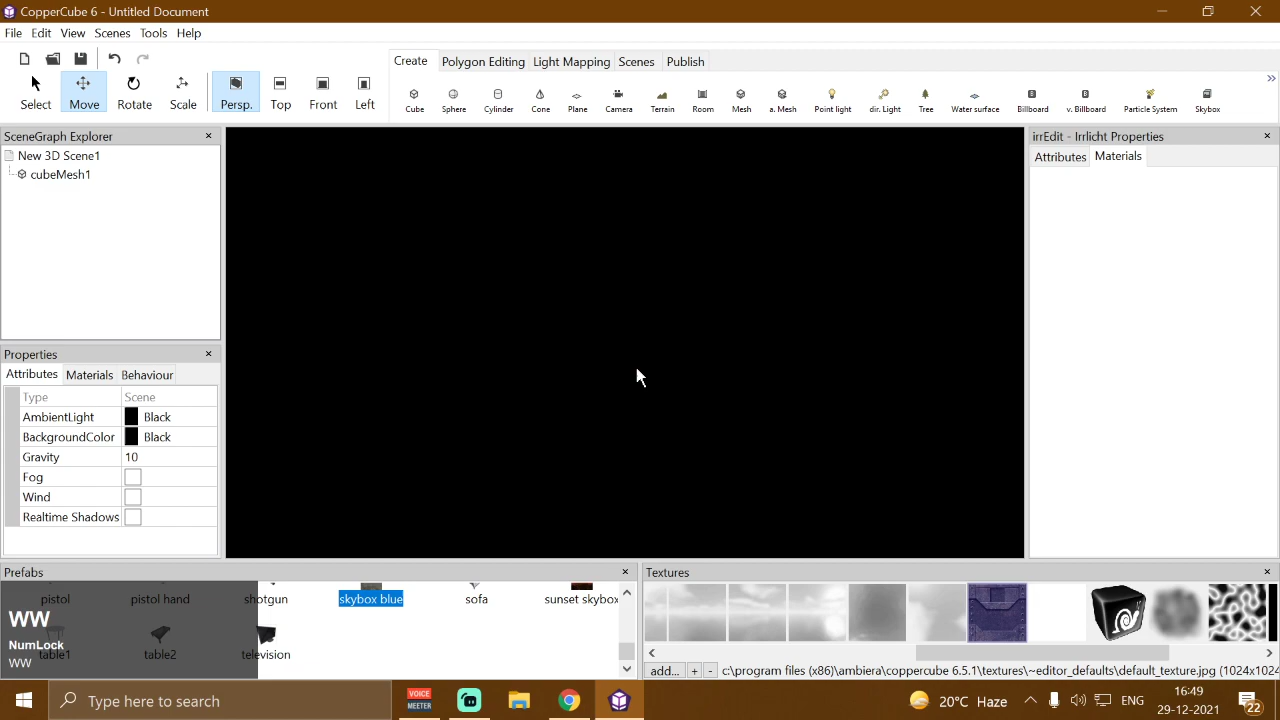 CopperCube 6 - Untitled Document
File Edit View Scenes Tools Help
Create Polygon Editing Light Mapping Scenes Publish
Select Move Rotate Scale Persp. Top Front Left
Cube Sphere Cylinder Cone Plane Camera Terrain Room Mesh a. Mesh Point light dir. Light Tree Water surface Billboard v. Billboard Particle System Skybox
SceneGraph Explorer
New 3D Scene1
cubeMesh1
irrEdit - Irrlicht Properties
Attributes Materials
Properties
Attributes Materials Behaviour
Type Scene
AmbientLight Black
BackgroundColor Black
Gravity 10
Fog
Wind
Realtime Shadows
Prefabs
pistol pistol hand shotgun skybox blue sofa sunset skybox
table1 table2 television
WW
NumLock
WW
Textures
add... + - c:\program files (x86)\ambiera\coppercube 6.5.1\textures\~editor_defaults\default_texture.jpg (1024x1024
Type here to search
VOICE
MEETER
20°C Haze
ENG
16:49
29-12-2021
22